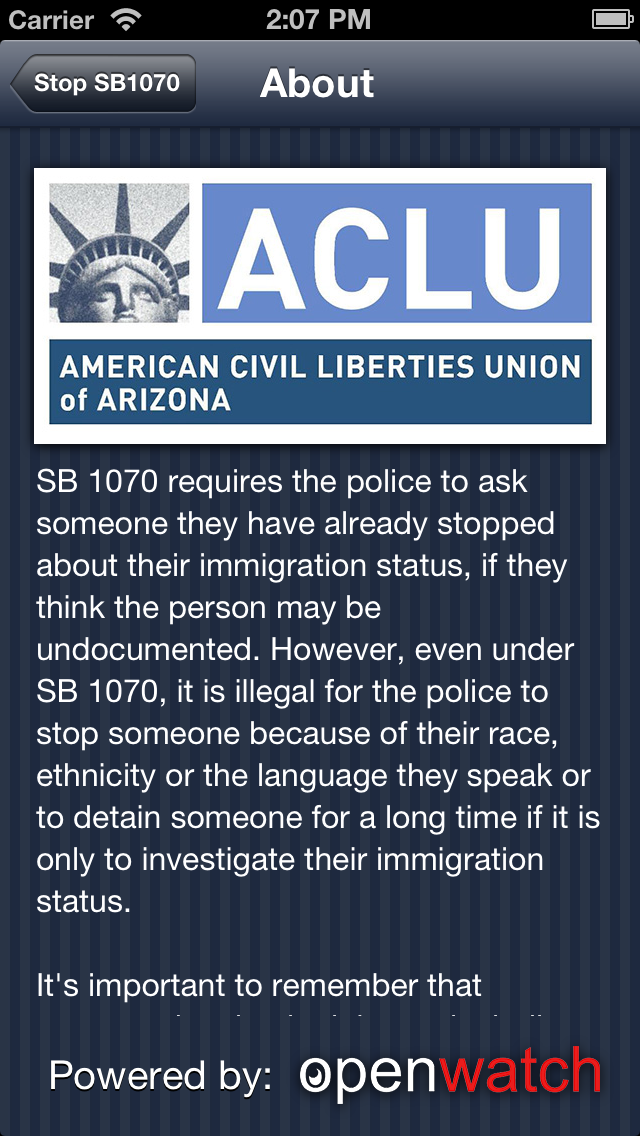 Carrier 2:07 PM
Stop SB1070 About
ACLU
AMERICAN CIVIL LIBERTIES UNION
of ARIZONA
SB 1070 requires the police to ask
someone they have already stopped
about their immigration status, if they
think the person may be
undocumented. However, even under
SB 1070, it is illegal for the police to
stop someone because of their race,
ethnicity or the language they speak or
to detain someone for a long time if it is
only to investigate their immigration
status.
It's important to remember that
Powered by: openwatch